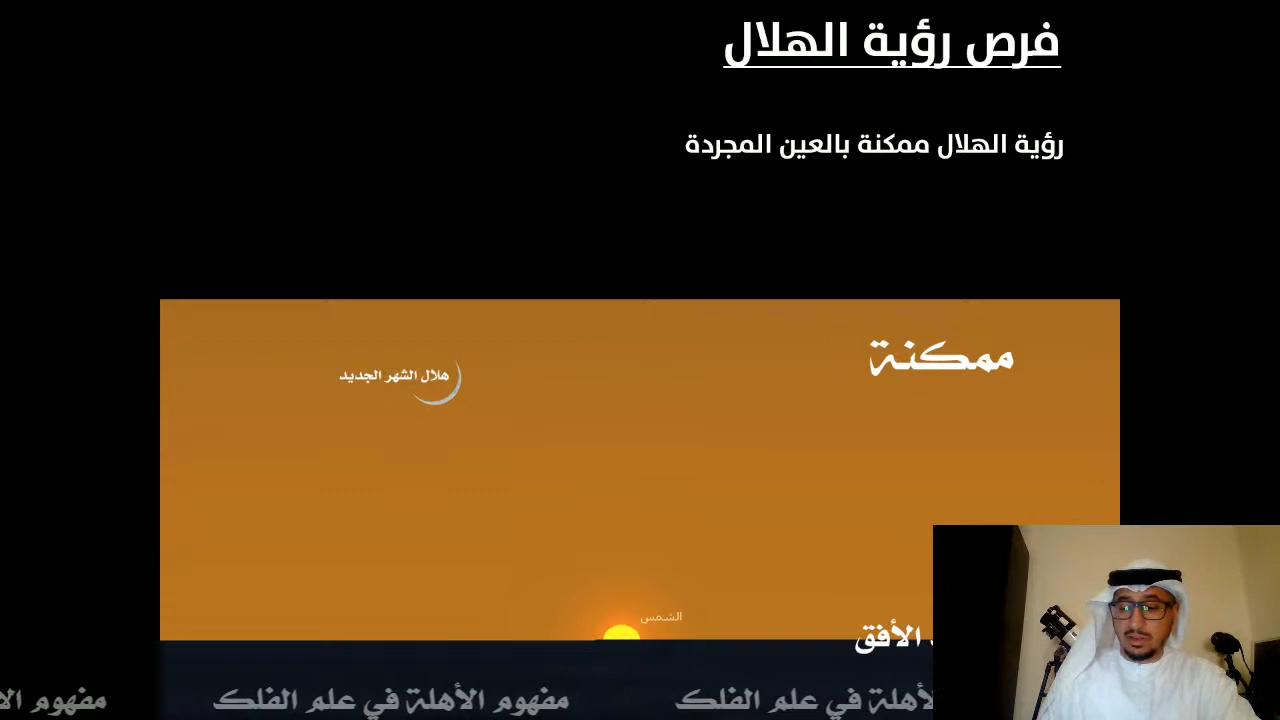 فرص رؤية الهلال
رؤية الهلال ممكنة بالعين المجردة
ممكنة
هلال الشهر الجديد
الشمس
الأفق
مفهوم الأهلة في علم الفلك مفهوم الأهلة في علم الفلك